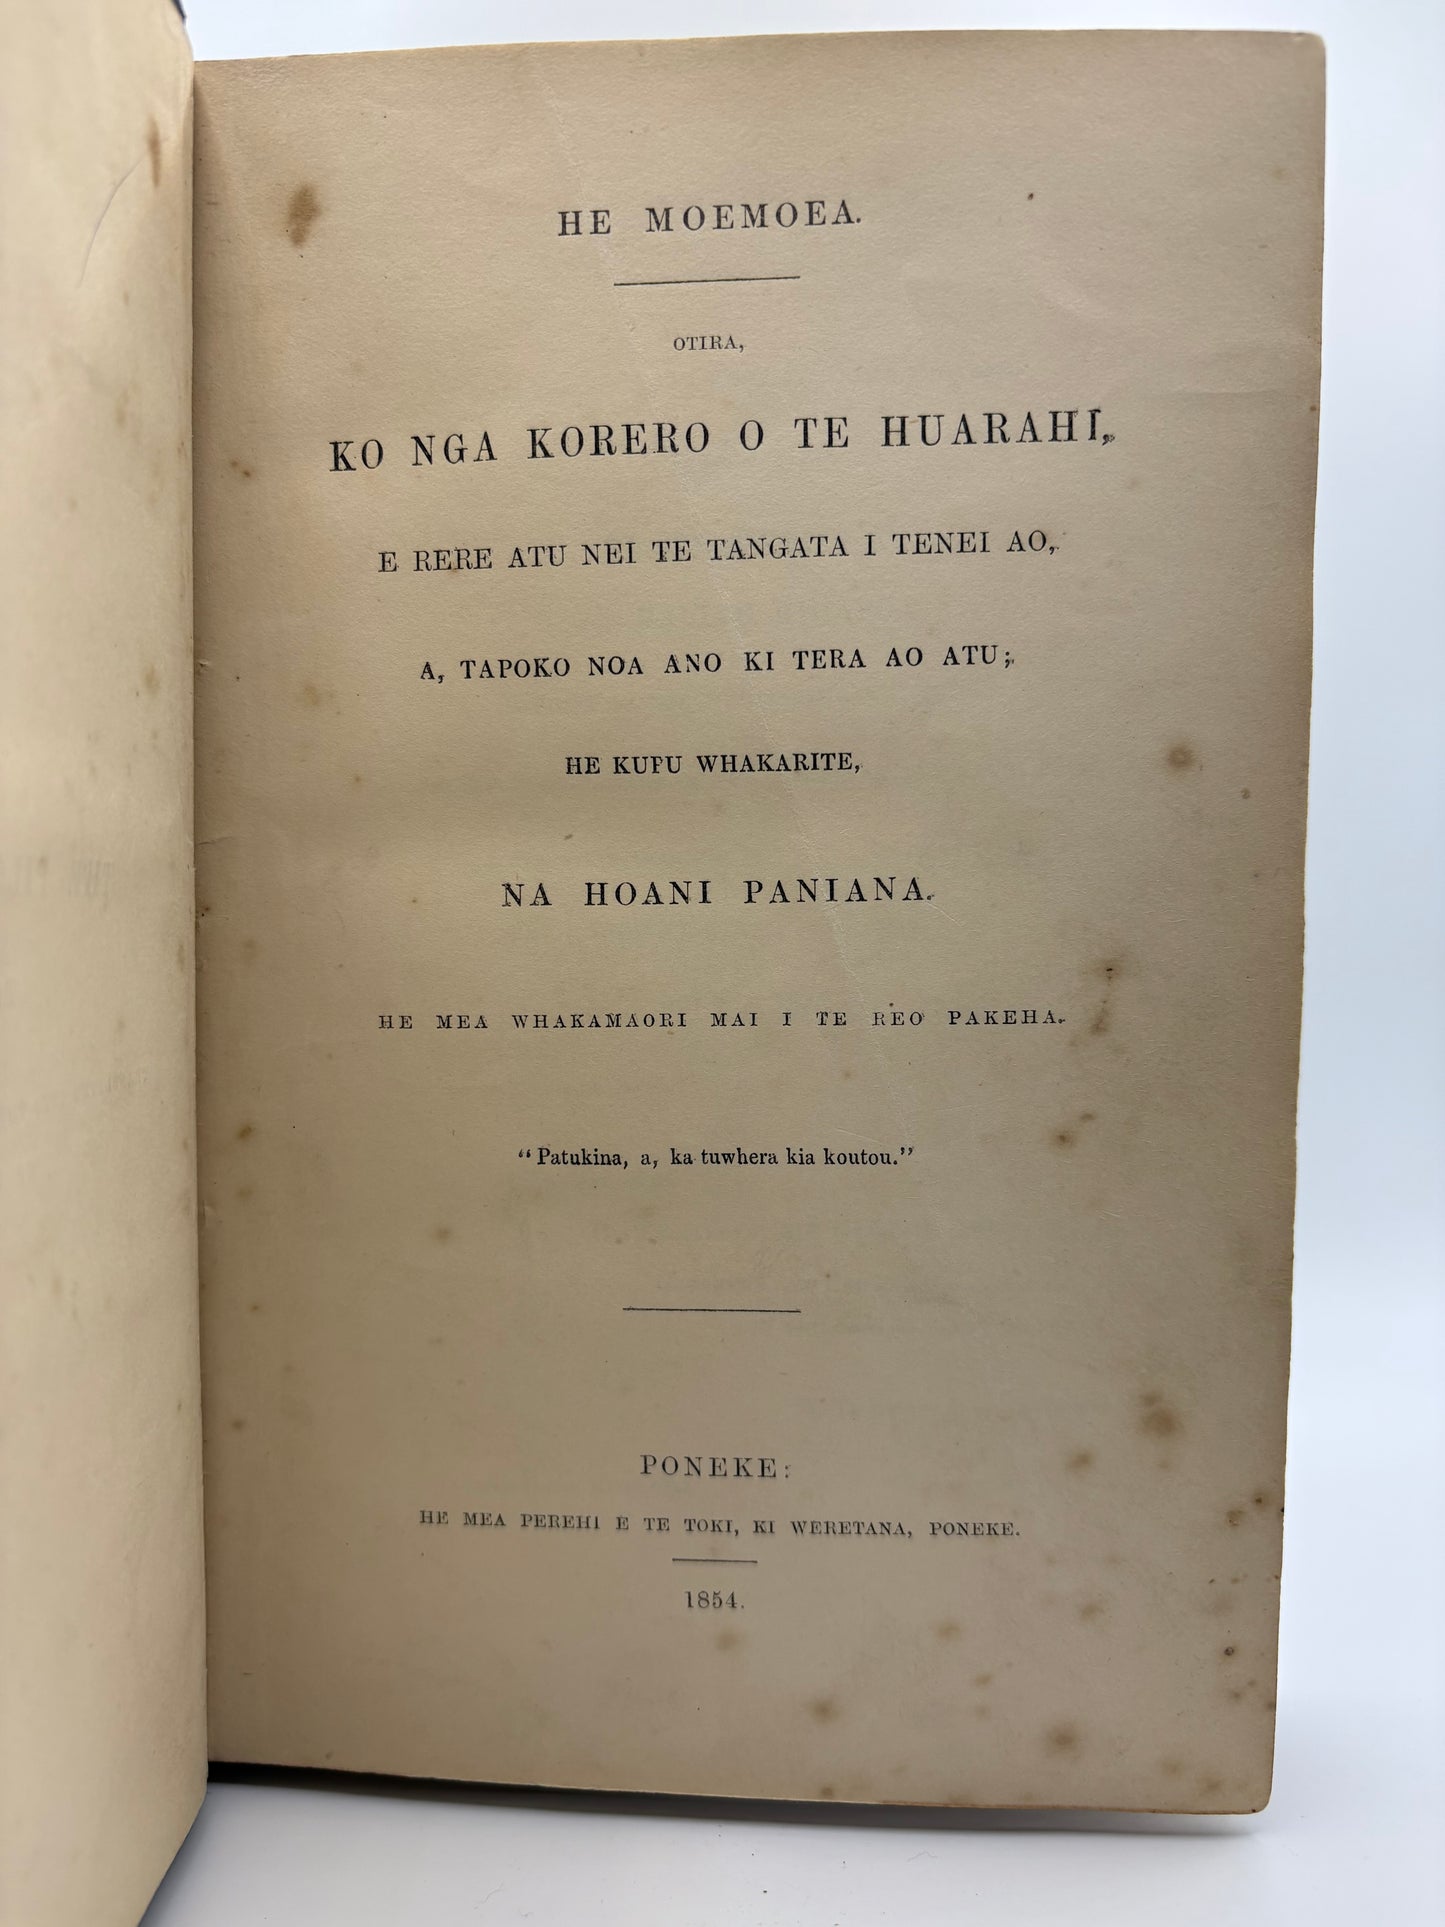 HE MOEMOEA.
OTIRA,
KO NGA KORERO O TE HUARAHI,
E RERE ATU NEI TE TANGATA I TENEI AO,
A, TAPOKO NOA ANO KI TERA AO ATU;
HE KUPU WHAKARITE,
NA HOANI PANIANA.
HE MEA WHAKAMAORI MAI I TE REO PAKEHA.
“Patukina, a, ka tuwhera kia koutou.”
PONEKE:
HE MEA PEREHI E TE TOKI, KI WERETANA, PONEKE.
1854.